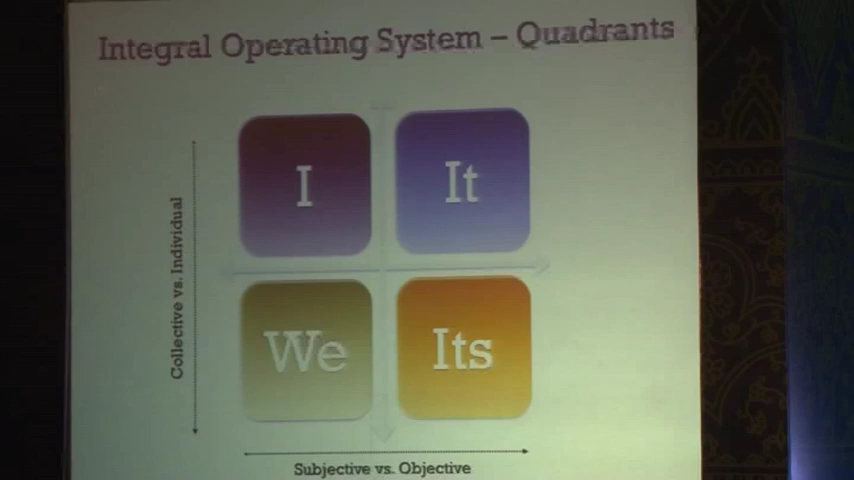 Integral Operating System – Quadrants
I
It
Collective vs. Individual
We
Its
Subjective vs. Objective